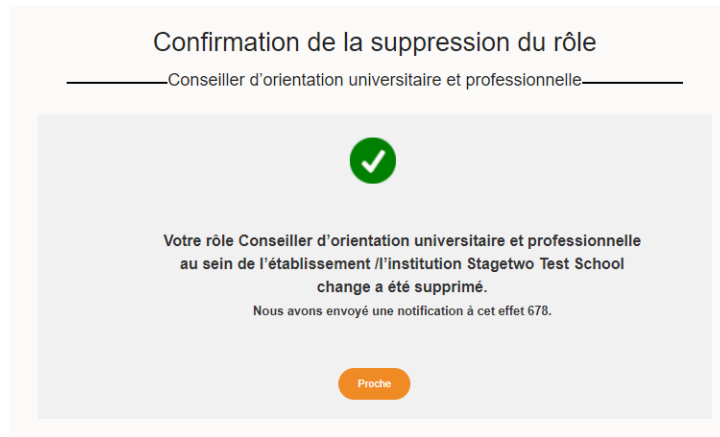 Confirmation de la suppression du rôle
Conseiller d’orientation universitaire et professionnelle
Votre rôle Conseiller d’orientation universitaire et professionnelle
au sein de l’établissement /l’institution Stagetwo Test School
change a été supprimé.
Nous avons envoyé une notification à cet effet 678.
Proche